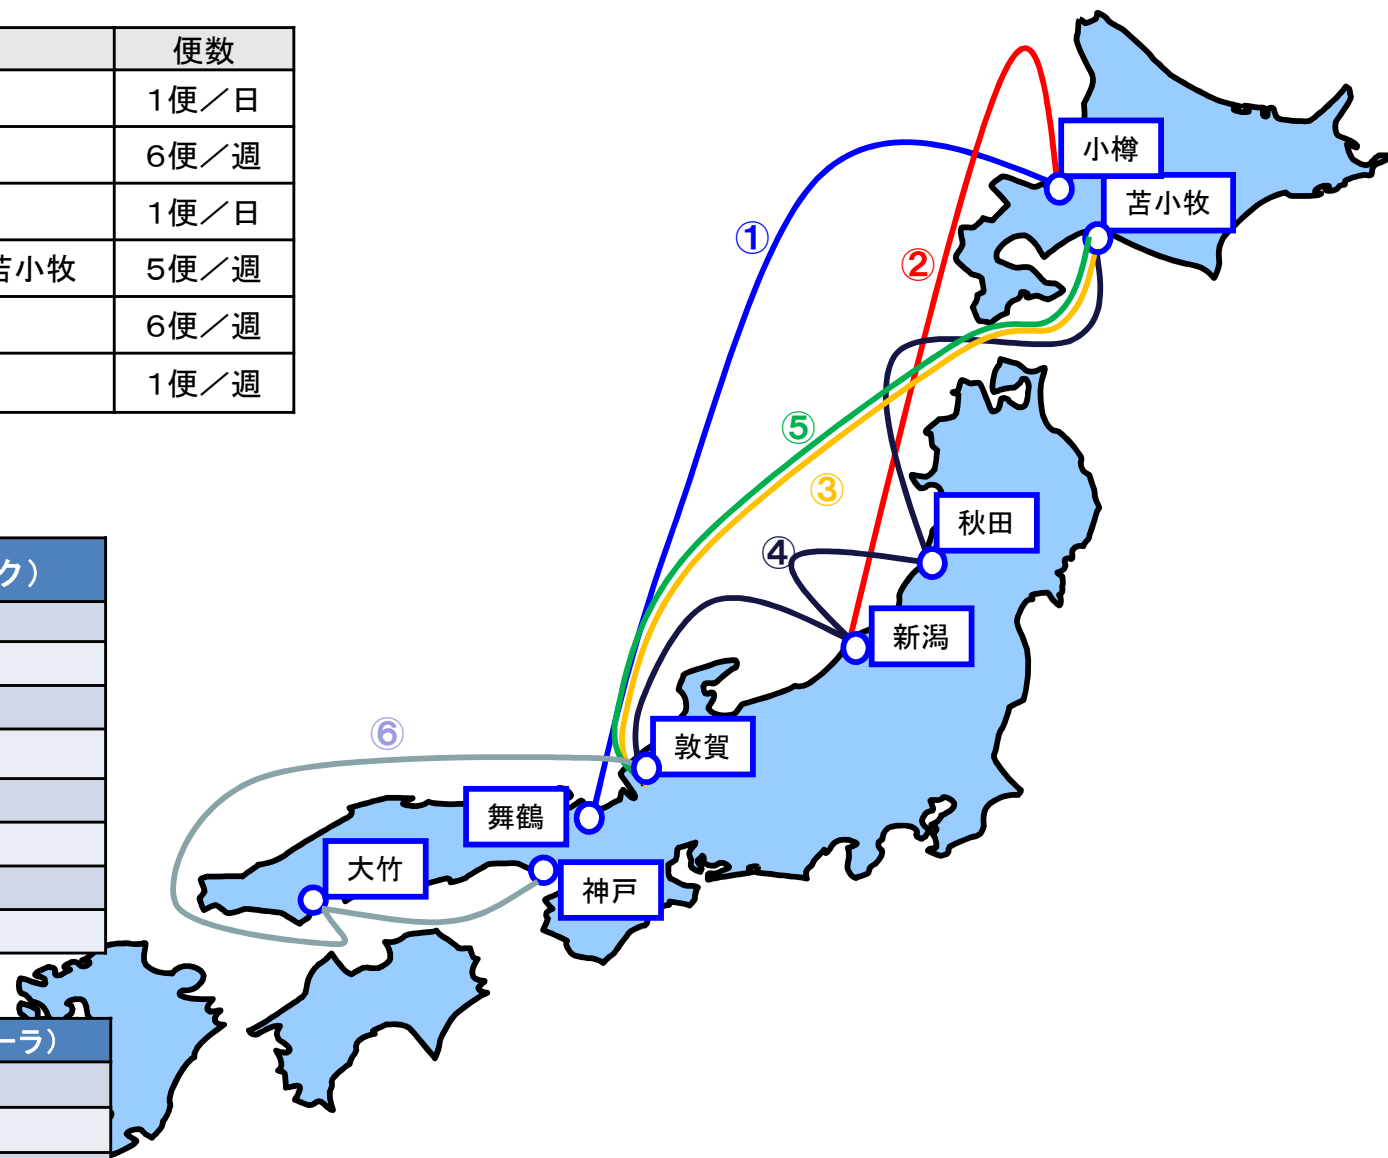 便数
1便／日
6便／週
1便／日
苫小牧 5便／週
6便／週
1便／週
小樽
苫小牧
①
②
⑤
③
秋田
④
新潟
⑥
敦賀
舞鶴
大竹
神戸
ク）
ーラ）